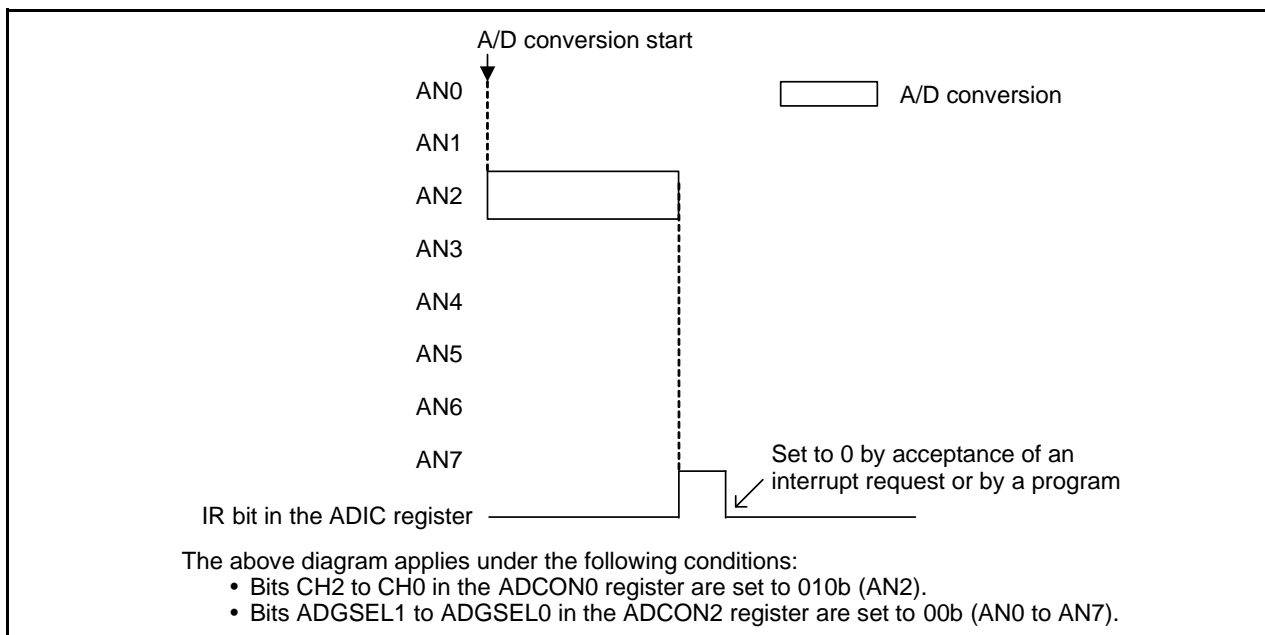 A/D conversion start
AN0
A/D conversion
AN1
AN2
AN3
AN4
AN5
AN6
AN7
Set to 0 by acceptance of an
interrupt request or by a program
IR bit in the ADIC register
The above diagram applies under the following conditions:
• Bits CH2 to CH0 in the ADCON0 register are set to 010b (AN2).
• Bits ADGSEL1 to ADGSEL0 in the ADCON2 register are set to 00b (AN0 to AN7).